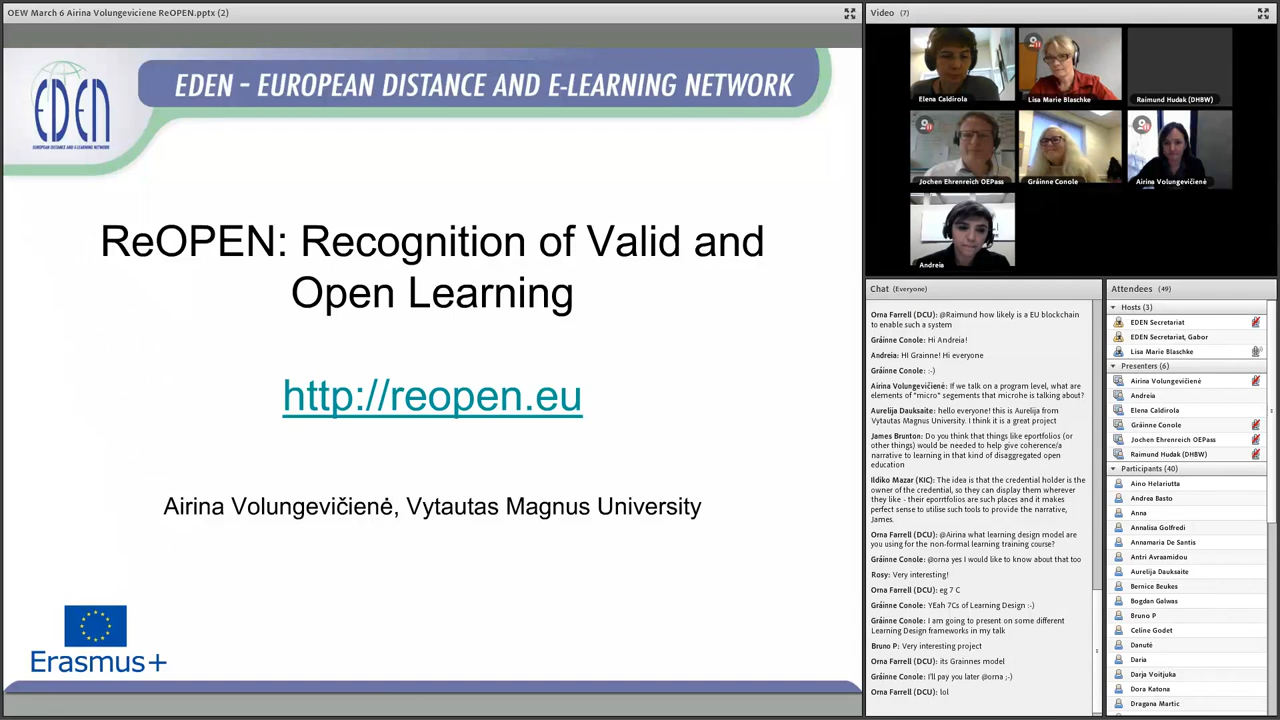 OEW March 6 Airina Volungeviciene ReOPEN.pptx (2)
EDEN
EUROPEAN DISTANCE AND E-LEARNING NETWORK
EDEN – EUROPEAN DISTANCE AND E-LEARNING NETWORK
ReOPEN: Recognition of Valid and
Open Learning
http://reopen.eu
Airina Volungevičienė, Vytautas Magnus University
Erasmus+
Video (7)
Elena Caldirola
Lisa Marie Blaschke
Raimund Hudak (DHBW)
Jochen Ehrenreich OEPass
Gráinne Conole
Airina Volungevičienė
Andreia
Chat (Everyone)
Orna Farrell (DCU): @Raimund how likely is a EU blockchain
to enable such a system
Gráinne Conole: Hi Andreia!
Andreia: HI Grainne! Hi everyone
Gráinne Conole: :-)
Airina Volungevičienė: If we talk on a program level, what are
elements of "micro" segements that microhe is talking about?
Aurelija Dauksaite: hello everyone! this is Aurelija from
Vytautas Magnus University. I think it is a great project
James Brunton: Do you think that things like eportfolios (or
other things) would be needed to help give coherence/a
narrative to learning in that kind of disaggregated open
education
Ildiko Mazar (KIC): The idea is that the credential holder is the
owner of the credential, so they can display them wherever
they like - their eportfolios are such places and it makes
perfect sense to utilise such tools to provide the narrative,
James.
Orna Farrell (DCU): @Airina what learning design model are
you using for the non-formal learning training course?
Gráinne Conole: @orna yes I would like to know about that too
Rosy: Very interesting!
Orna Farrell (DCU): eg 7 C
Gráinne Conole: YEah 7Cs of Learning Design :-)
Gráinne Conole: I am going to present on some different
Learning Design frameworks in my talk
Bruno P: Very interesting project
Orna Farrell (DCU): its Grainnes model
Gráinne Conole: I'll pay you later @orna ;-)
Orna Farrell (DCU): lol
Attendees (49)
Hosts (3)
EDEN Secretariat
EDEN Secretariat, Gabor
Lisa Marie Blaschke
Presenters (6)
Airina Volungevičienė
Andreia
Elena Caldirola
Gráinne Conole
Jochen Ehrenreich OEPass
Raimund Hudak (DHBW)
Participants (40)
Aino Helariutta
Andrea Basto
Anna
Annalisa Golfredi
Annamaria De Santis
Antri Avraamidou
Aurelija Dauksaite
Bernice Beukes
Bogdan Galwas
Bruno P
Celine Godet
Danutė
Daria
Darja Voitjuka
Dora Katona
Dragana Martic